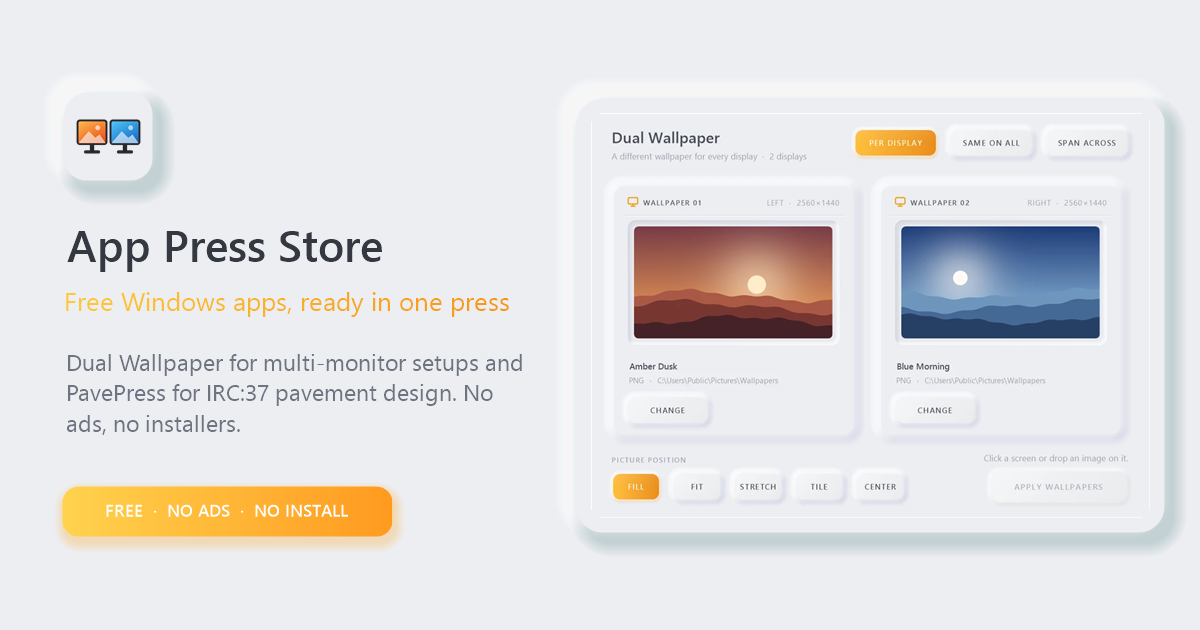 App Press Store
Free Windows apps, ready in one press
Dual Wallpaper for multi-monitor setups and
PavePress for IRC:37 pavement design. No
ads, no installers.
FREE · NO ADS · NO INSTALL
Dual Wallpaper
A different wallpaper for every display · 2 displays
PER DISPLAY
SAME ON ALL
SPAN ACROSS
WALLPAPER 01
LEFT · 2560×1440
Amber Dusk
PNG · C:\Users\Public\Pictures\Wallpapers
CHANGE
WALLPAPER 02
RIGHT · 2560×1440
Blue Morning
PNG · C:\Users\Public\Pictures\Wallpapers
CHANGE
PICTURE POSITION
FILL
FIT
STRETCH
TILE
CENTER
Click a screen or drop an image on it.
APPLY WALLPAPERS